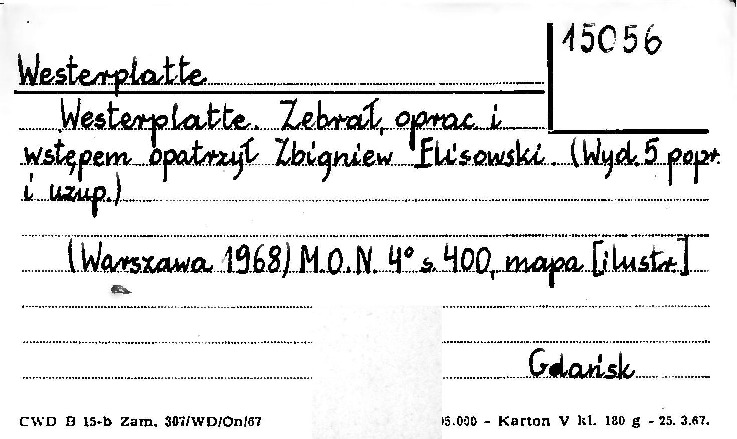 15056
Westerplatte
Westerplatte. Zebrał, oprac i
wstępem opatrzył Zbigniew Flisowski. (Wyd. 5 popr.
i uzup.)
(Warszawa 1968) M.O.N. 4° s. 400, mapa [ilustr.]
Gdańsk
CWD B 15-b Zam. 307/WD/On/67 5.000 - Karton V kl. 180 g - 25. 3.67.